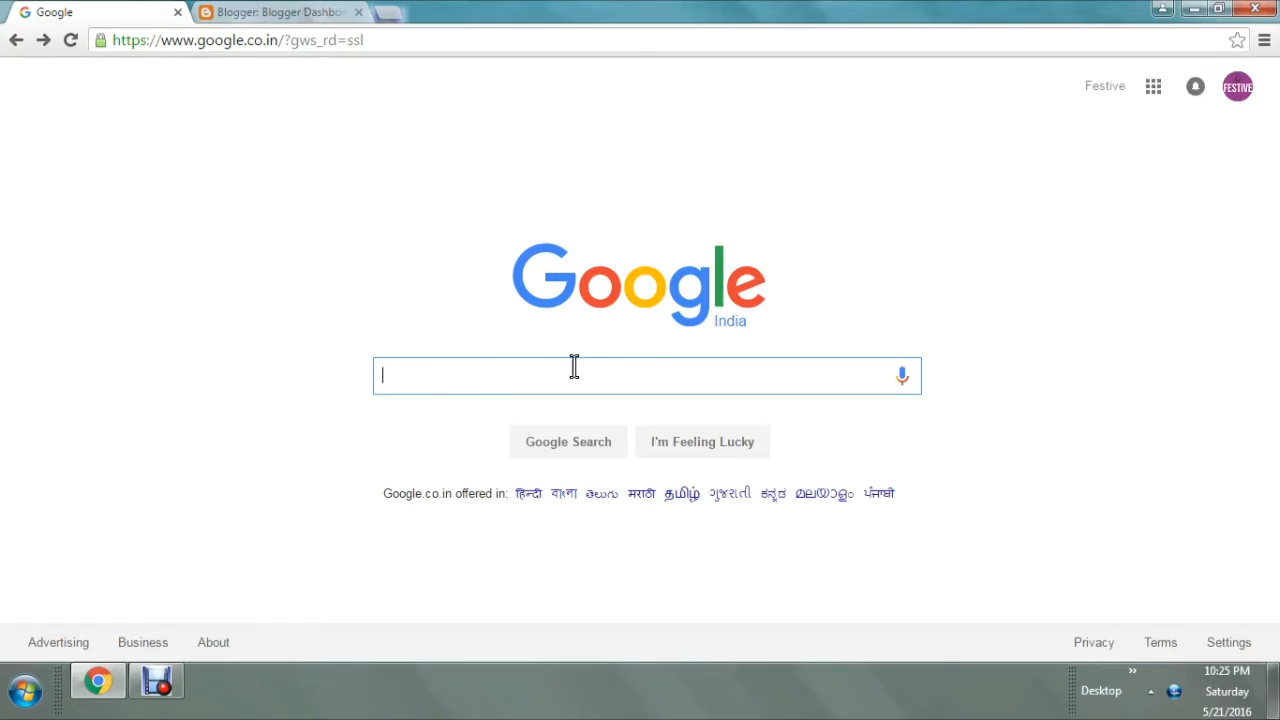 Google
Blogger: Blogger Dashbo
https://www.google.co.in/?gws_rd=ssl
Festive
FESTIVE
Google
India
Google Search
I'm Feeling Lucky
Google.co.in offered in: हिन्दी বাংলা తెలుగు मराठी தமிழ் ગુજરાતી ಕನ್ನಡ മലയാളം ਪੰਜਾਬੀ
Advertising Business About
Privacy Terms Settings
10:25 PM
Desktop
Saturday
5/21/2016